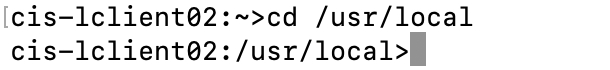 [cis-lclient02:~>cd /usr/local
cis-lclient02:/usr/local>